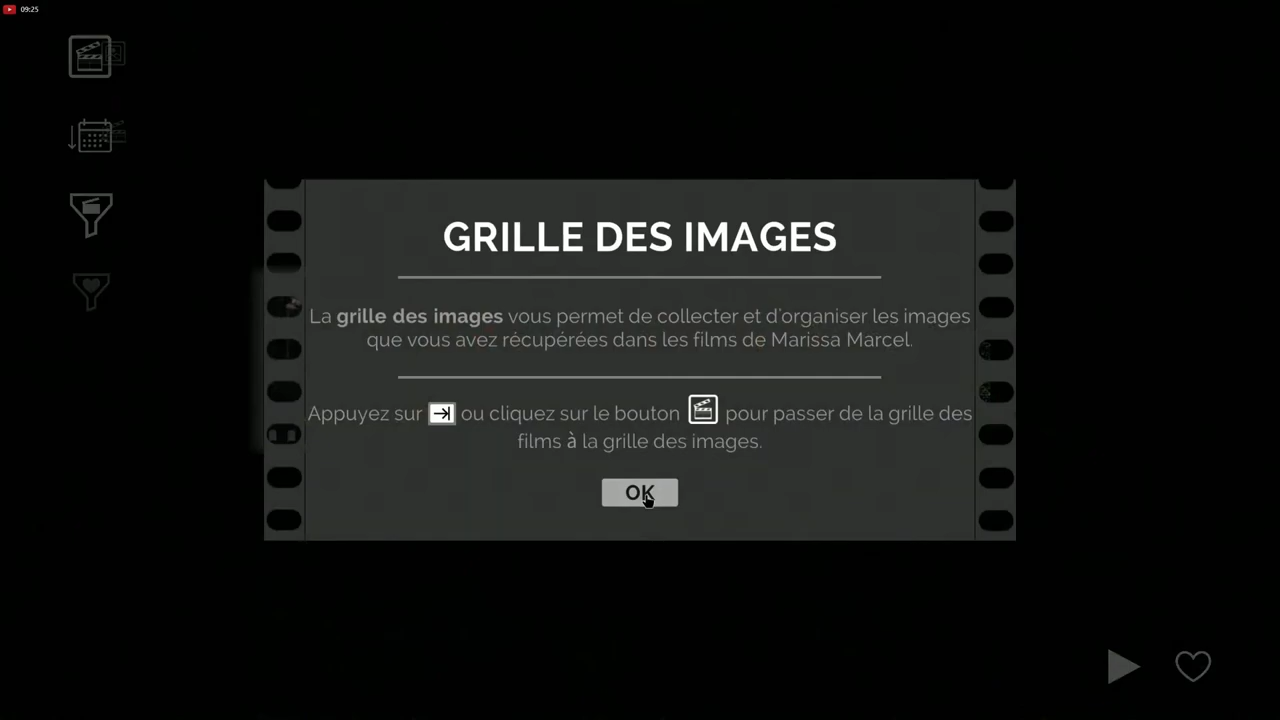 09:25
GRILLE DES IMAGES
La grille des images vous permet de collecter et d'organiser les images
que vous avez récupérées dans les films de Marissa Marcel.
Appuyez sur ou cliquez sur le bouton pour passer de la grille des
films à la grille des images.
OK